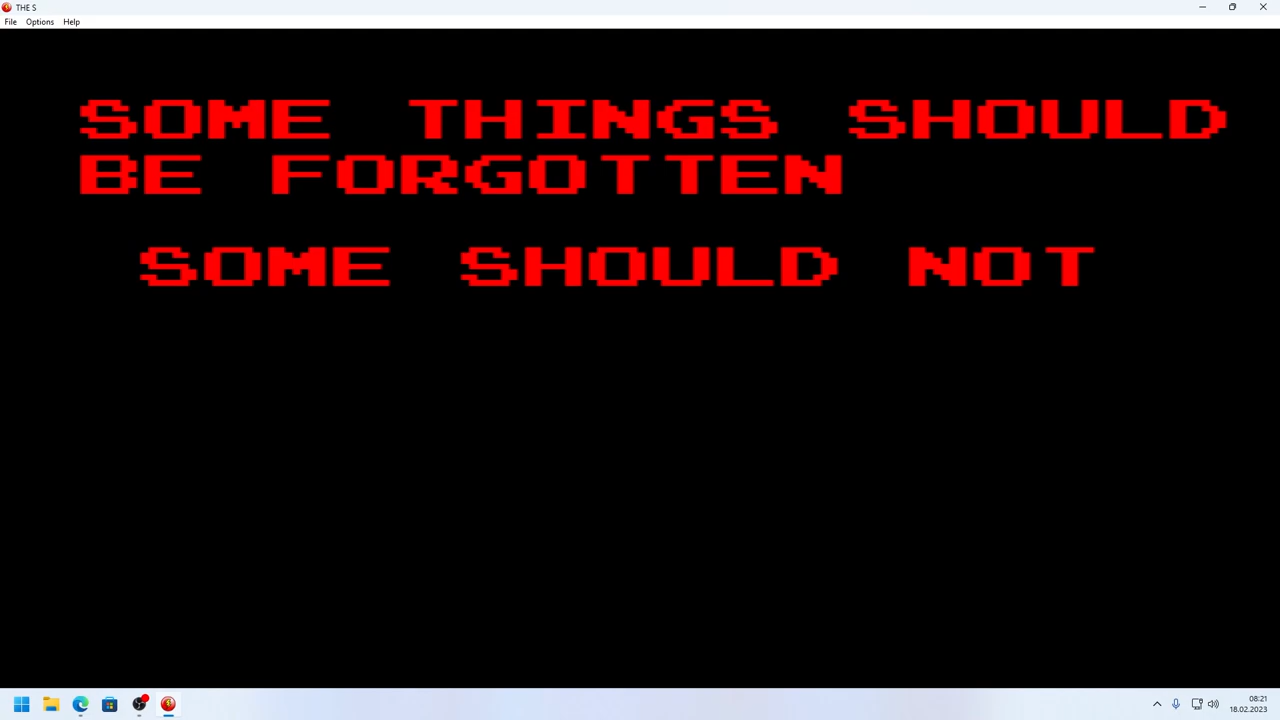 THE S
File Options Help
SOME THINGS SHOULD
BE FORGOTTEN
SOME SHOULD NOT
08:21
18.02.2023